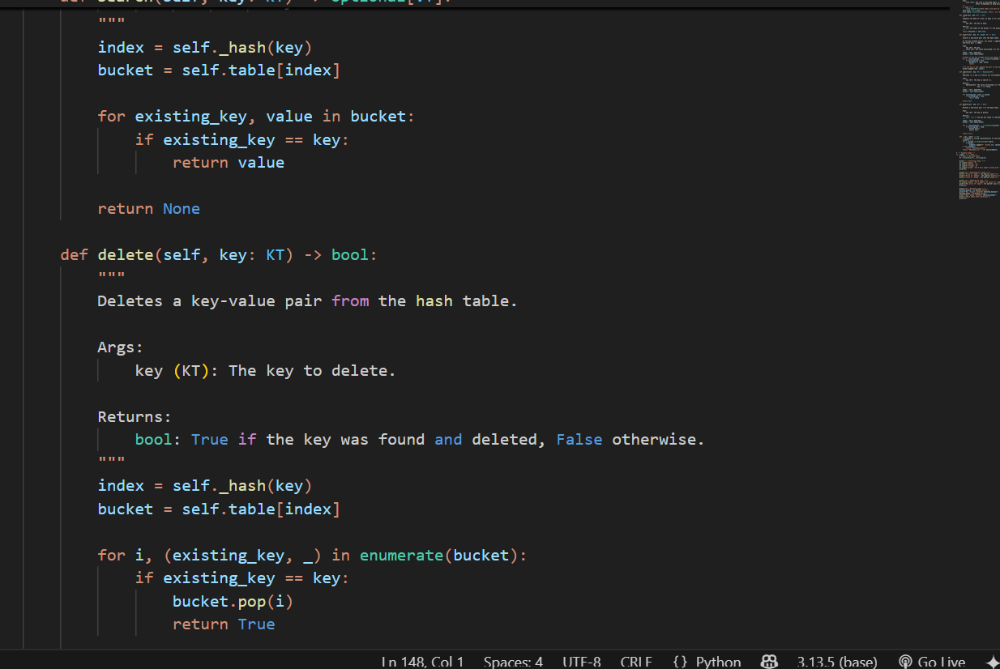 def search(self, key: KT) -> Optional[VT]:
"""
index = self._hash(key)
bucket = self.table[index]
for existing_key, value in bucket:
if existing_key == key:
return value
return None
def delete(self, key: KT) -> bool:
"""
Deletes a key-value pair from the hash table.
Args:
key (KT): The key to delete.
Returns:
bool: True if the key was found and deleted, False otherwise.
"""
index = self._hash(key)
bucket = self.table[index]
for i, (existing_key, _) in enumerate(bucket):
if existing_key == key:
bucket.pop(i)
return True
Ln 148, Col 1 Spaces: 4 UTF-8 CRLF {} Python 3.13.5 (base) Go Live